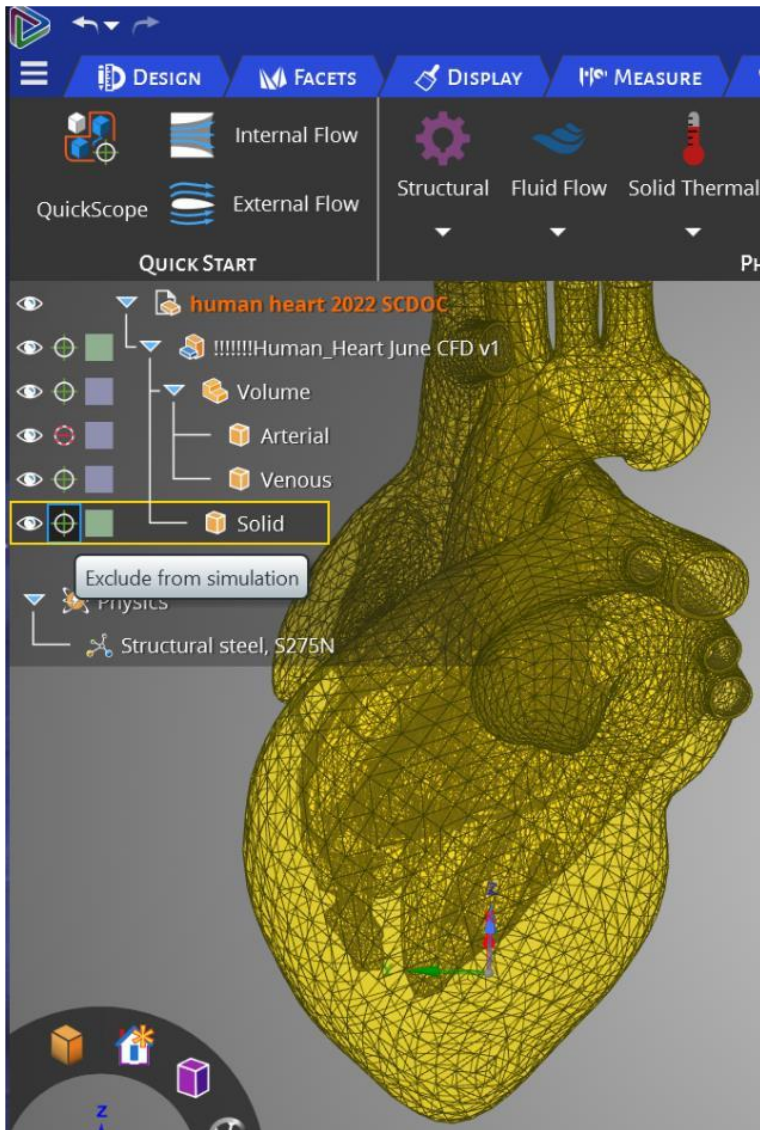 DESIGN
FACETS
DISPLAY
MEASURE
QuickScope
Internal Flow
External Flow
QUICK START
Structural
Fluid Flow
Solid Thermal
human heart 2022 SCDOC
!!!!!!!Human_Heart June CFD v1
Volume
Arterial
Venous
Solid
Exclude from simulation
Physics
Structural steel, S275N
Z
Z